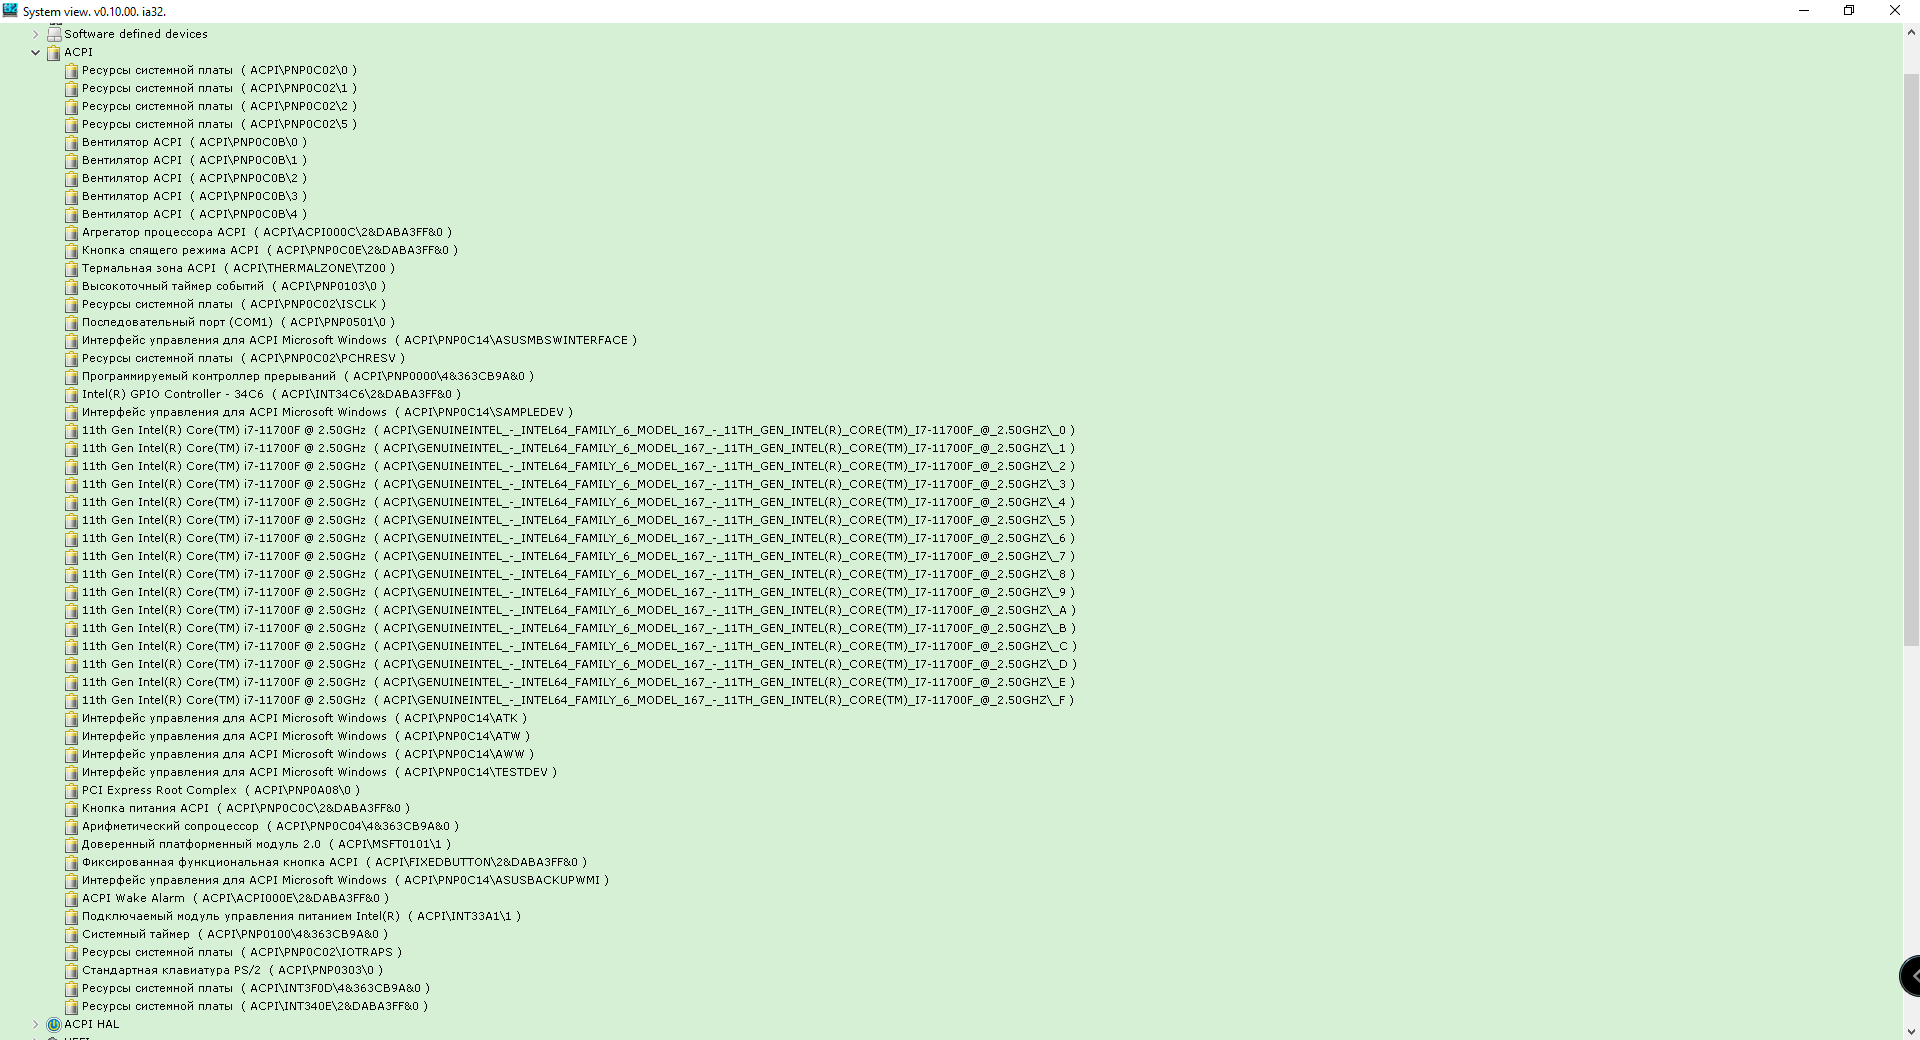 System view. v0.10.00. ia32.
Software defined devices
ACPI
Ресурсы системной платы ( ACPI\PNP0C02\0 )
Ресурсы системной платы ( ACPI\PNP0C02\1 )
Ресурсы системной платы ( ACPI\PNP0C02\2 )
Ресурсы системной платы ( ACPI\PNP0C02\5 )
Вентилятор ACPI ( ACPI\PNP0C0B\0 )
Вентилятор ACPI ( ACPI\PNP0C0B\1 )
Вентилятор ACPI ( ACPI\PNP0C0B\2 )
Вентилятор ACPI ( ACPI\PNP0C0B\3 )
Вентилятор ACPI ( ACPI\PNP0C0B\4 )
Агрегатор процессора ACPI ( ACPI\ACPI000C\2&DABA3FF&0 )
Кнопка спящего режима ACPI ( ACPI\PNP0C0E\2&DABA3FF&0 )
Термальная зона ACPI ( ACPI\THERMALZONE\TZ00 )
Высокоточный таймер событий ( ACPI\PNP0103\0 )
Ресурсы системной платы ( ACPI\PNP0C02\ISCLK )
Последовательный порт (COM1) ( ACPI\PNP0501\0 )
Интерфейс управления для ACPI Microsoft Windows ( ACPI\PNP0C14\ASUSMBSWINTERFACE )
Ресурсы системной платы ( ACPI\PNP0C02\PCHRESV )
Программируемый контроллер прерываний ( ACPI\PNP0000\4&363CB9A&0 )
Intel(R) GPIO Controller - 34C6 ( ACPI\INT34C6\2&DABA3FF&0 )
Интерфейс управления для ACPI Microsoft Windows ( ACPI\PNP0C14\SAMPLEDEV )
11th Gen Intel(R) Core(TM) i7-11700F @ 2.50GHz ( ACPI\GENUINEINTEL_-_INTEL64_FAMILY_6_MODEL_167_-_11TH_GEN_INTEL(R)_CORE(TM)_I7-11700F_@_2.50GHZ\_0 )
11th Gen Intel(R) Core(TM) i7-11700F @ 2.50GHz ( ACPI\GENUINEINTEL_-_INTEL64_FAMILY_6_MODEL_167_-_11TH_GEN_INTEL(R)_CORE(TM)_I7-11700F_@_2.50GHZ\_1 )
11th Gen Intel(R) Core(TM) i7-11700F @ 2.50GHz ( ACPI\GENUINEINTEL_-_INTEL64_FAMILY_6_MODEL_167_-_11TH_GEN_INTEL(R)_CORE(TM)_I7-11700F_@_2.50GHZ\_2 )
11th Gen Intel(R) Core(TM) i7-11700F @ 2.50GHz ( ACPI\GENUINEINTEL_-_INTEL64_FAMILY_6_MODEL_167_-_11TH_GEN_INTEL(R)_CORE(TM)_I7-11700F_@_2.50GHZ\_3 )
11th Gen Intel(R) Core(TM) i7-11700F @ 2.50GHz ( ACPI\GENUINEINTEL_-_INTEL64_FAMILY_6_MODEL_167_-_11TH_GEN_INTEL(R)_CORE(TM)_I7-11700F_@_2.50GHZ\_4 )
11th Gen Intel(R) Core(TM) i7-11700F @ 2.50GHz ( ACPI\GENUINEINTEL_-_INTEL64_FAMILY_6_MODEL_167_-_11TH_GEN_INTEL(R)_CORE(TM)_I7-11700F_@_2.50GHZ\_5 )
11th Gen Intel(R) Core(TM) i7-11700F @ 2.50GHz ( ACPI\GENUINEINTEL_-_INTEL64_FAMILY_6_MODEL_167_-_11TH_GEN_INTEL(R)_CORE(TM)_I7-11700F_@_2.50GHZ\_6 )
11th Gen Intel(R) Core(TM) i7-11700F @ 2.50GHz ( ACPI\GENUINEINTEL_-_INTEL64_FAMILY_6_MODEL_167_-_11TH_GEN_INTEL(R)_CORE(TM)_I7-11700F_@_2.50GHZ\_7 )
11th Gen Intel(R) Core(TM) i7-11700F @ 2.50GHz ( ACPI\GENUINEINTEL_-_INTEL64_FAMILY_6_MODEL_167_-_11TH_GEN_INTEL(R)_CORE(TM)_I7-11700F_@_2.50GHZ\_8 )
11th Gen Intel(R) Core(TM) i7-11700F @ 2.50GHz ( ACPI\GENUINEINTEL_-_INTEL64_FAMILY_6_MODEL_167_-_11TH_GEN_INTEL(R)_CORE(TM)_I7-11700F_@_2.50GHZ\_9 )
11th Gen Intel(R) Core(TM) i7-11700F @ 2.50GHz ( ACPI\GENUINEINTEL_-_INTEL64_FAMILY_6_MODEL_167_-_11TH_GEN_INTEL(R)_CORE(TM)_I7-11700F_@_2.50GHZ\_A )
11th Gen Intel(R) Core(TM) i7-11700F @ 2.50GHz ( ACPI\GENUINEINTEL_-_INTEL64_FAMILY_6_MODEL_167_-_11TH_GEN_INTEL(R)_CORE(TM)_I7-11700F_@_2.50GHZ\_B )
11th Gen Intel(R) Core(TM) i7-11700F @ 2.50GHz ( ACPI\GENUINEINTEL_-_INTEL64_FAMILY_6_MODEL_167_-_11TH_GEN_INTEL(R)_CORE(TM)_I7-11700F_@_2.50GHZ\_C )
11th Gen Intel(R) Core(TM) i7-11700F @ 2.50GHz ( ACPI\GENUINEINTEL_-_INTEL64_FAMILY_6_MODEL_167_-_11TH_GEN_INTEL(R)_CORE(TM)_I7-11700F_@_2.50GHZ\_D )
11th Gen Intel(R) Core(TM) i7-11700F @ 2.50GHz ( ACPI\GENUINEINTEL_-_INTEL64_FAMILY_6_MODEL_167_-_11TH_GEN_INTEL(R)_CORE(TM)_I7-11700F_@_2.50GHZ\_E )
11th Gen Intel(R) Core(TM) i7-11700F @ 2.50GHz ( ACPI\GENUINEINTEL_-_INTEL64_FAMILY_6_MODEL_167_-_11TH_GEN_INTEL(R)_CORE(TM)_I7-11700F_@_2.50GHZ\_F )
Интерфейс управления для ACPI Microsoft Windows ( ACPI\PNP0C14\ATK )
Интерфейс управления для ACPI Microsoft Windows ( ACPI\PNP0C14\ATW )
Интерфейс управления для ACPI Microsoft Windows ( ACPI\PNP0C14\AWW )
Интерфейс управления для ACPI Microsoft Windows ( ACPI\PNP0C14\TESTDEV )
PCI Express Root Complex ( ACPI\PNP0A08\0 )
Кнопка питания ACPI ( ACPI\PNP0C0C\2&DABA3FF&0 )
Арифметический сопроцессор ( ACPI\PNP0C04\4&363CB9A&0 )
Доверенный платформенный модуль 2.0 ( ACPI\MSFT0101\1 )
Фиксированная функциональная кнопка ACPI ( ACPI\FIXEDBUTTON\2&DABA3FF&0 )
Интерфейс управления для ACPI Microsoft Windows ( ACPI\PNP0C14\ASUSBACKUPWMI )
ACPI Wake Alarm ( ACPI\ACPI000E\2&DABA3FF&0 )
Подключаемый модуль управления питанием Intel(R) ( ACPI\INT33A1\1 )
Системный таймер ( ACPI\PNP0100\4&363CB9A&0 )
Ресурсы системной платы ( ACPI\PNP0C02\IOTRAPS )
Стандартная клавиатура PS/2 ( ACPI\PNP0303\0 )
Ресурсы системной платы ( ACPI\INT3F0D\4&363CB9A&0 )
Ресурсы системной платы ( ACPI\INT340E\2&DABA3FF&0 )
ACPI HAL